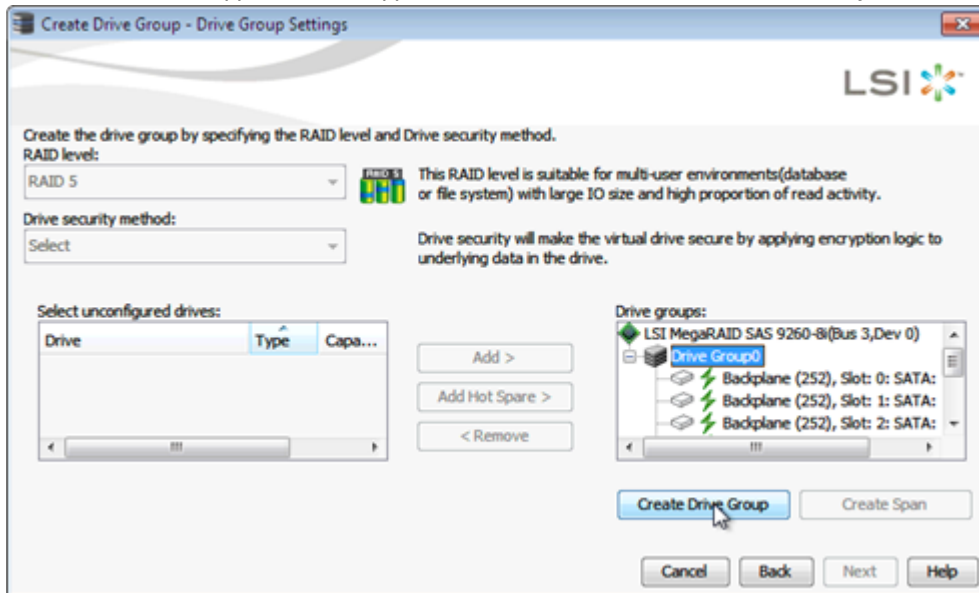 Create Drive Group - Drive Group Settings
LSI
Create the drive group by specifying the RAID level and Drive security method.
RAID level:
RAID 5
RAID 5
This RAID level is suitable for multi-user environments(database
or file system) with large IO size and high proportion of read activity.
Drive security method:
Select
Drive security will make the virtual drive secure by applying encryption logic to
underlying data in the drive.
Select unconfigured drives:
Drive Type Capa...
Add >
Add Hot Spare >
< Remove
Drive groups:
LSI MegaRAID SAS 9260-8i(Bus 3,Dev 0)
Drive Group0
Backplane (252), Slot: 0: SATA:
Backplane (252), Slot: 1: SATA:
Backplane (252), Slot: 2: SATA:
Create Drive Group
Create Span
Cancel
Back
Next
Help